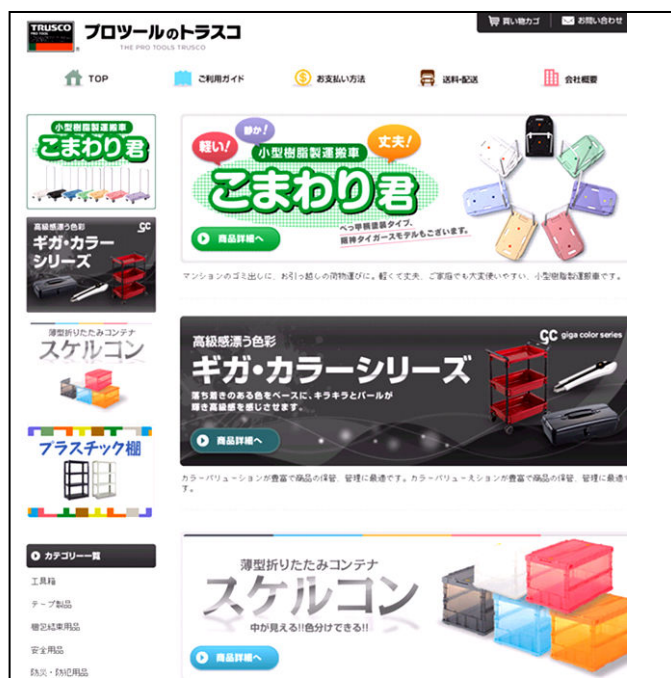 TRUSCO
プロツールのトラスコ
THE PRO TOOLS TRUSCO
買い物カゴ
お問い合わせ
TOP
ご利用ガイド
お支払い方法
送料・配送
会社概要
小型樹脂製運搬車
こまわり君
高級感漂う色彩
GC
ギガ・カラー
シリーズ
薄型折りたたみコンテナ
スケルコン
プラスチック棚
カテゴリー一覧
工具箱
テープ製品
梱包結束用品
安全用品
防災・防犯用品
軽い!
静か!
丈夫!
小型樹脂製運搬車
こまわり君
商品詳細へ
べっ甲柄塗装タイプ、
阪神タイガースモデルもございます。
マンションのゴミ出しに、お引っ越しの荷物運びに。軽くて丈夫、ご家庭でも大変使いやすい、小型樹脂製運搬車です。
高級感漂う色彩
GC giga color series
ギガ・カラーシリーズ
落ち着きのある色をベースに、キラキラとパールが
輝き高級感を感じさせます。
商品詳細へ
カラーバリューションが豊富で商品の保管、管理に最適です。カラーバリューえションが豊富で商品の保管、管理に最適で
す。
薄型折りたたみコンテナ
スケルコン
中が見える!!色分けできる!!
商品詳細へ